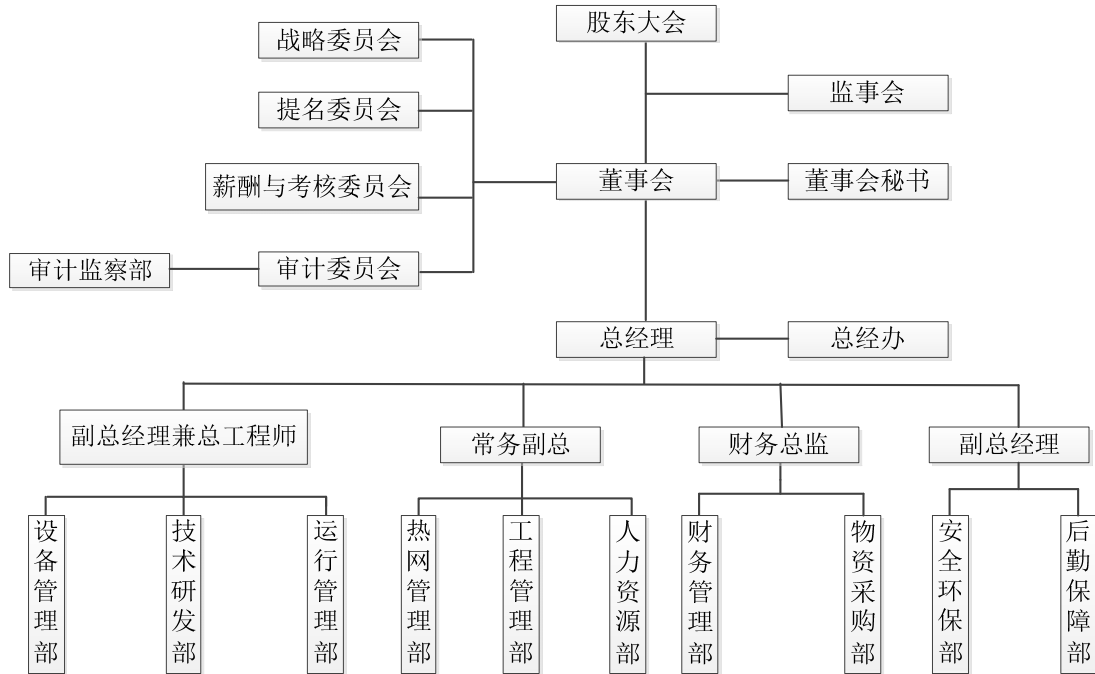 股东大会
战略委员会
监事会
提名委员会
薪酬与考核委员会
董事会
董事会秘书
审计监察部
审计委员会
总经理
总经办
副总经理兼总工程师
常务副总
财务总监
副总经理
设备管理部
技术研发部
运行管理部
热网管理部
工程管理部
人力资源部
财务管理部
物资采购部
安全环保部
后勤保障部